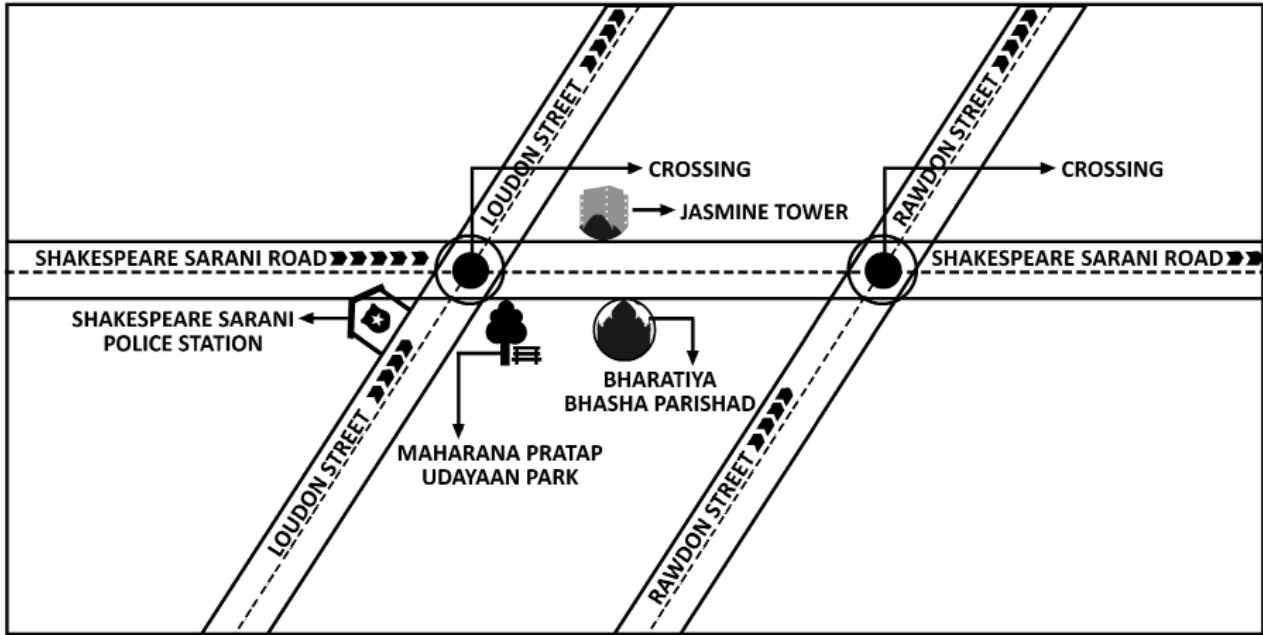 LOUDON STREET
RAWDON STREET
CROSSING
CROSSING
JASMINE TOWER
SHAKESPEARE SARANI ROAD
SHAKESPEARE SARANI ROAD
SHAKESPEARE SARANI
POLICE STATION
BHARATIYA
BHASHA PARISHAD
MAHARANA PRATAP
UDAYAAN PARK
LOUDON STREET
RAWDON STREET